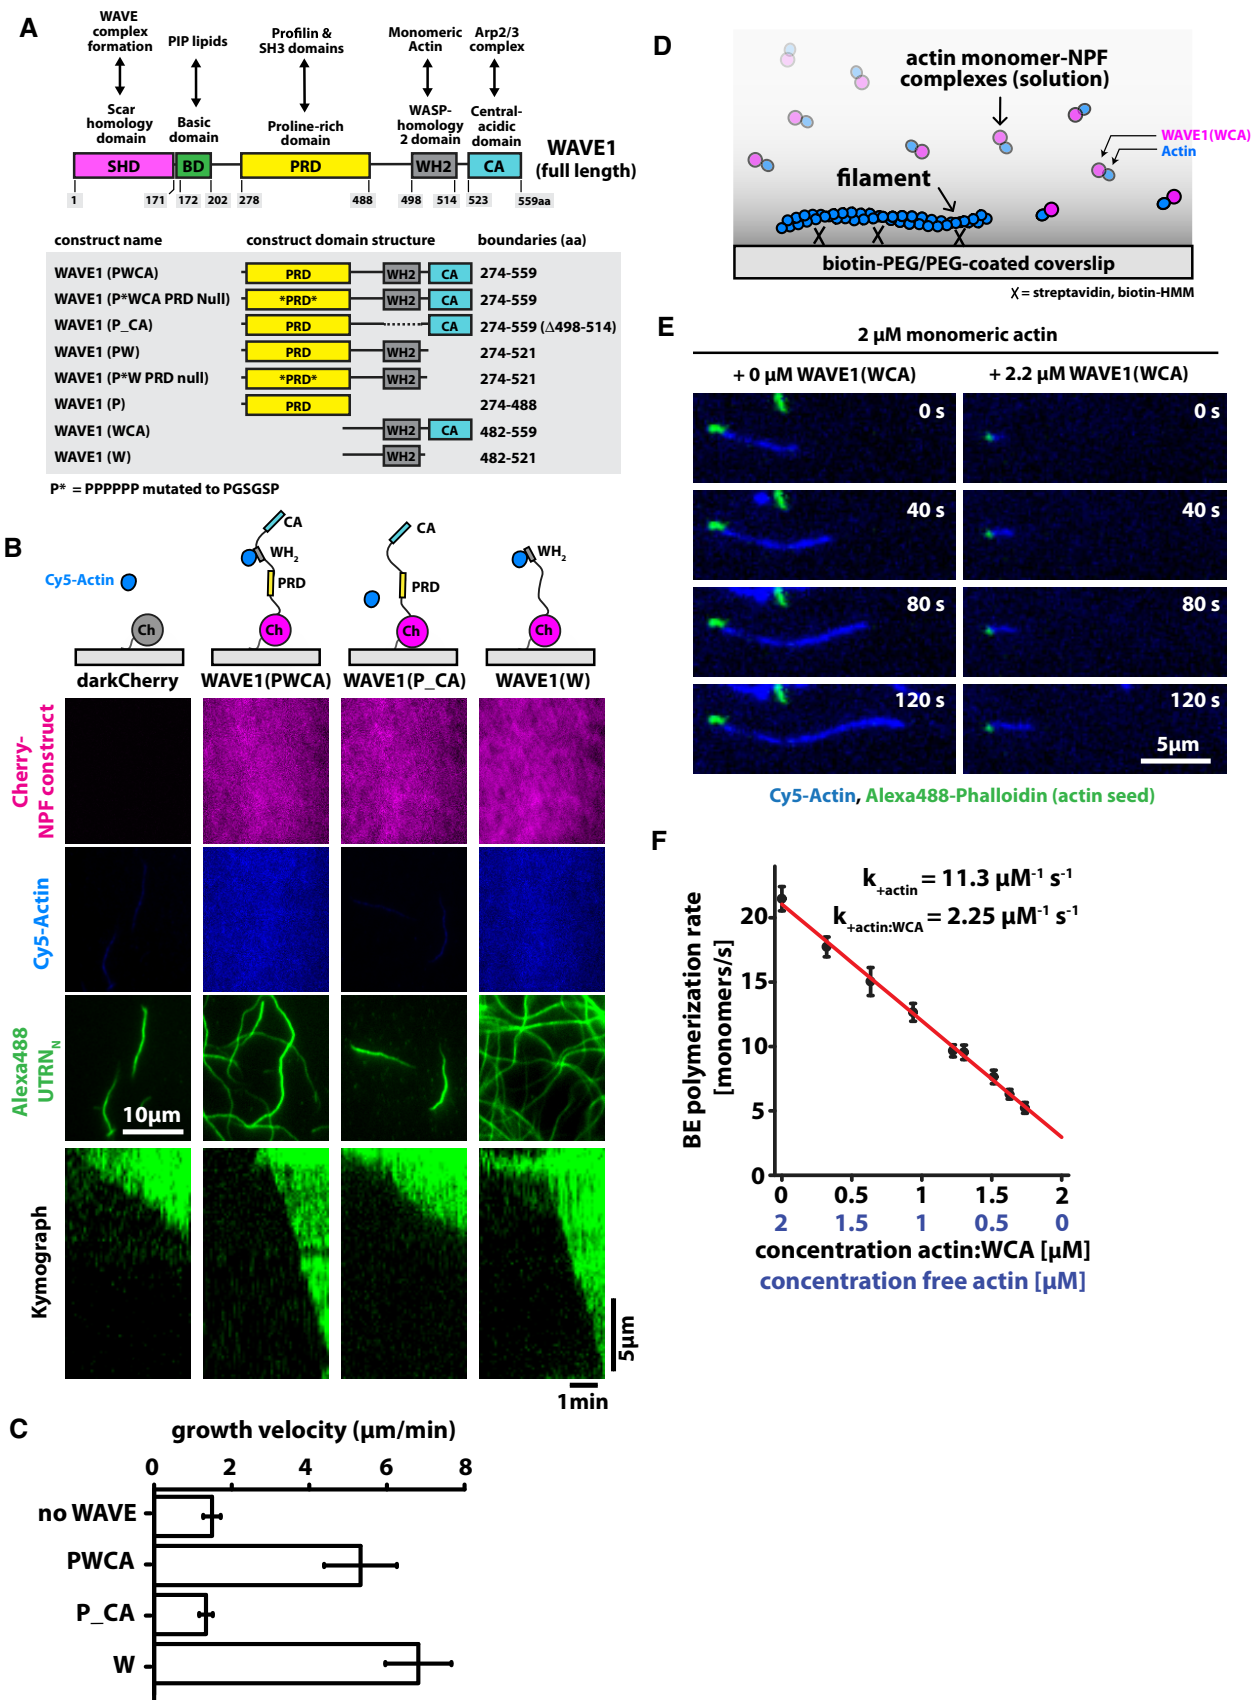 A
WAVE
complex
formation
PIP lipids
Profilin &
SH3 domains
Monomeric
Actin
Arp2/3
complex
Scar
homology
domain
Basic
domain
Proline-rich
domain
WASP-
homology
2 domain
Central-
acidic
domain
SHD
BD
PRD
WH2
CA
WAVE1
(full length)
1 171 172 202 278 488 498 514 523 559aa
construct name construct domain structure boundaries (aa)
WAVE1 (PWCA) PRD WH2 CA 274-559
WAVE1 (P*WCA PRD Null) *PRD* WH2 CA 274-559
WAVE1 (P_CA) PRD CA 274-559 (Δ498-514)
WAVE1 (PW) PRD WH2 274-521
WAVE1 (P*W PRD null) *PRD* WH2 274-521
WAVE1 (P) PRD 274-488
WAVE1 (WCA) WH2 CA 482-559
WAVE1 (W) WH2 482-521
P* = PPPPPP mutated to PGSGSP
B
Cy5-Actin
Ch
CA
WH2
PRD
Ch
CA
PRD
Ch
WH2
Ch
darkCherry WAVE1(PWCA) WAVE1(P_CA) WAVE1(W)
Cherry-
NPF construct
Cy5-Actin
Alexa488
UTRNN
10μm
Kymograph
5μm
1min
C
growth velocity (μm/min)
0 2 4 6 8
no WAVE
PWCA
P_CA
W
D
actin monomer-NPF
complexes (solution)
WAVE1(WCA)
Actin
filament
biotin-PEG/PEG-coated coverslip
X = streptavidin, biotin-HMM
E
2 μM monomeric actin
+ 0 μM WAVE1(WCA) + 2.2 μM WAVE1(WCA)
0 s 0 s
40 s 40 s
80 s 80 s
120 s 120 s
5μm
Cy5-Actin, Alexa488-Phalloidin (actin seed)
F
k+actin = 11.3 μM-1 s-1
k+actin:WCA = 2.25 μM-1 s-1
BE polymerization rate
[monomers/s]
20
15
10
5
0
0 0.5 1 1.5 2
2 1.5 1 0.5 0
concentration actin:WCA [μM]
concentration free actin [μM]